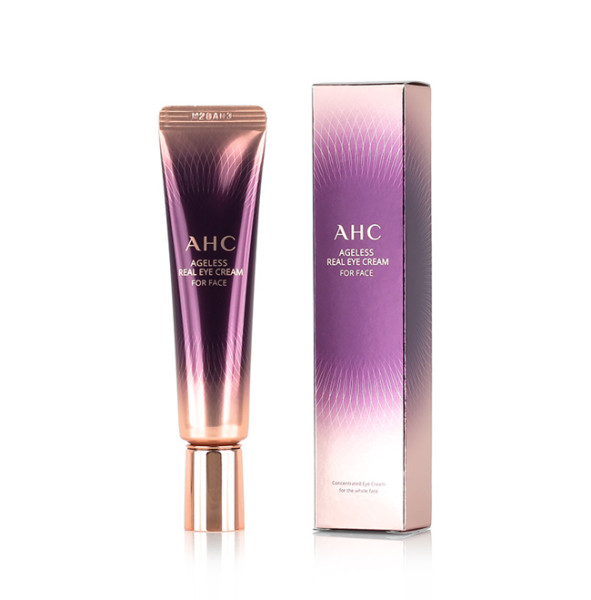 M2BAN3
AHC
AGELESS
REAL EYE CREAM
FOR FACE
AHC
AGELESS
REAL EYE CREAM
FOR FACE
Concentrated Eye Cream
for the whole face